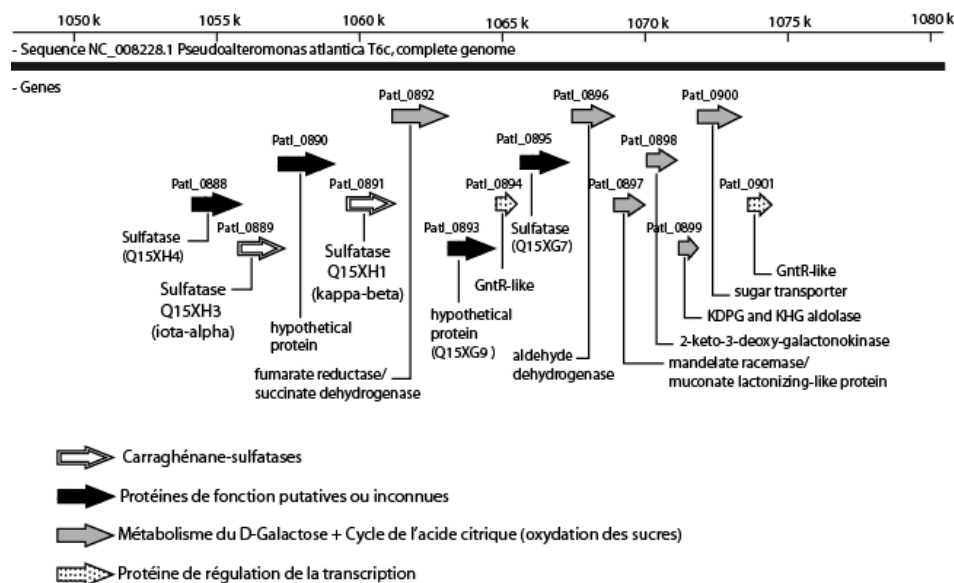 1050 k 1055 k 1060 k 1065 k 1070 k 1075 k 1080 k
- Sequence NC_008228.1 Pseudoalteromonas atlantica T6c, complete genome
- Genes
Patl_0892 Patl_0896 Patl_0900
Patl_0890 Patl_0895 Patl_0898
Patl_0888 Patl_0891 Patl_0894 Patl_0897 Patl_0901
Patl_0889 Patl_0893 Patl_0899
Sulfatase
(Q15XH4)
Sulfatase
Q15XH3
(iota-alpha)
hypothetical
protein
Sulfatase
Q15XH1
(kappa-beta)
fumarate reductase/
succinate dehydrogenase
hypothetical
protein
(Q15XG9 )
GntR-like
Sulfatase
(Q15XG7)
aldehyde
dehydrogenase
GntR-like
sugar transporter
KDPG and KHG aldolase
2-keto-3-deoxy-galactonokinase
mandelate racemase/
muconate lactonizing-like protein
Carraghénane-sulfatases
Protéines de fonction putatives ou inconnues
Métabolisme du D-Galactose + Cycle de l'acide citrique (oxydation des sucres)
Protéine de régulation de la transcription